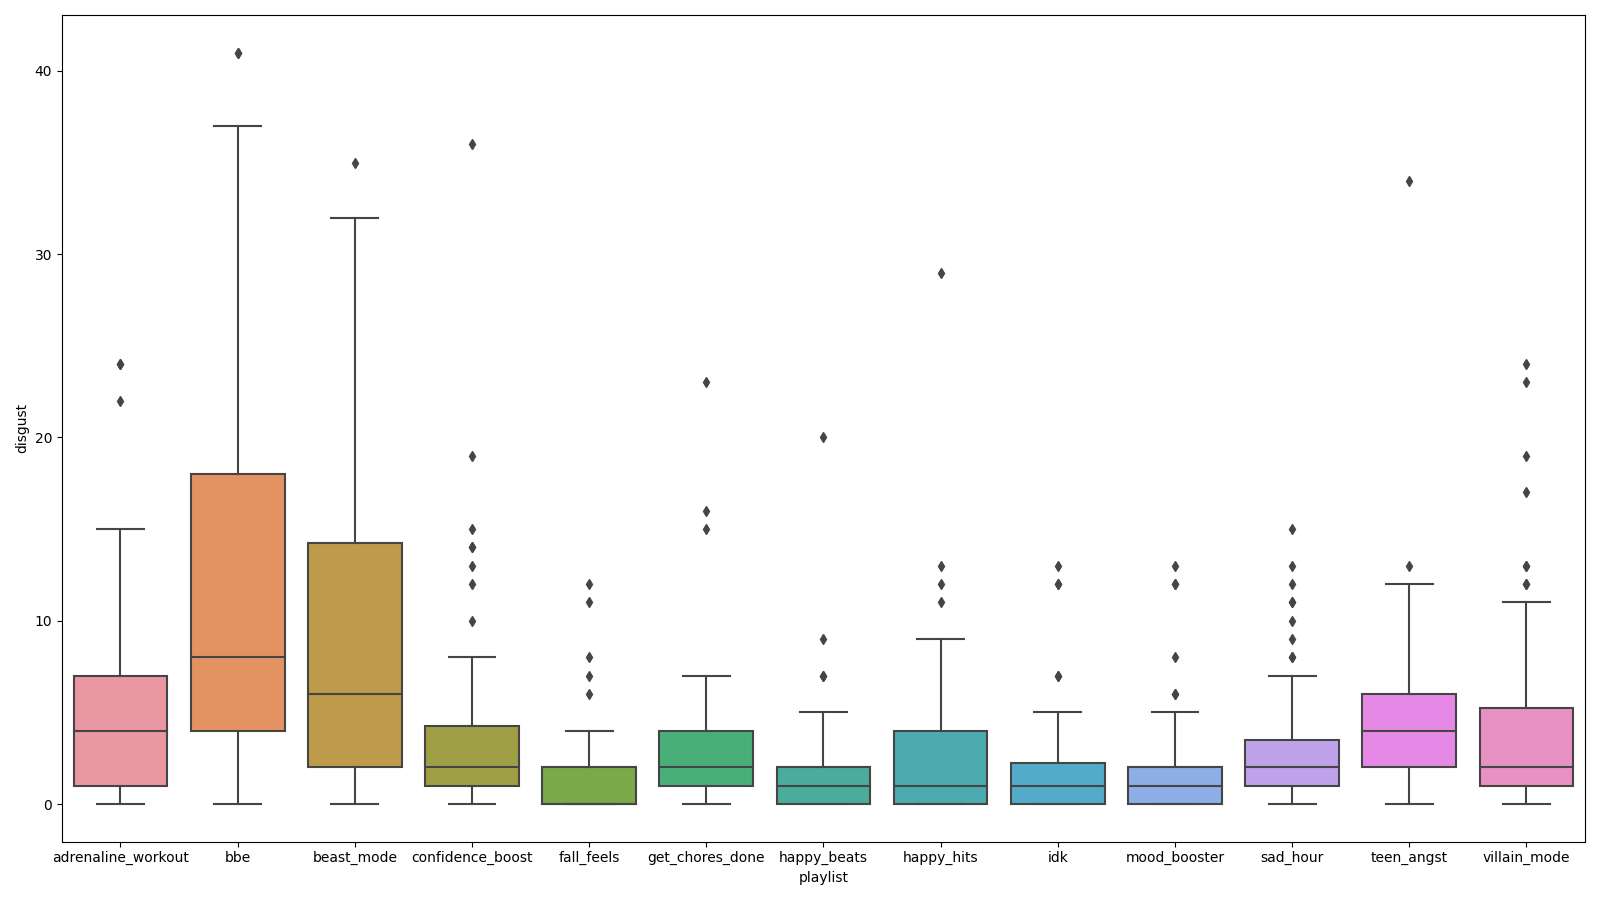 disgust
40
30
20
10
0
adrenaline_workout bbe beast_mode confidence_boost fall_feels get_chores_done happy_beats happy_hits idk mood_booster sad_hour teen_angst villain_mode
playlist